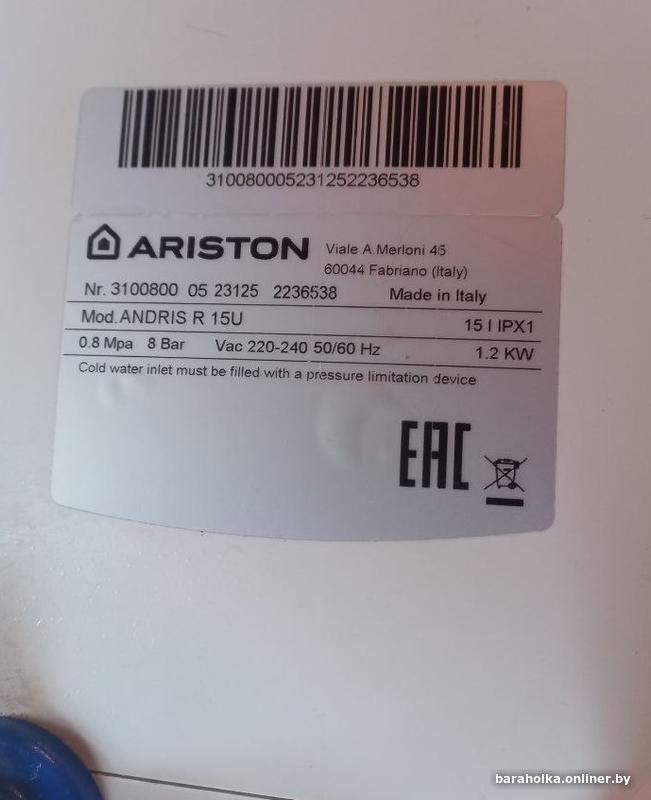 3100800005231252236538
ARISTON
Viale A.Merloni 45
60044 Fabriano (Italy)
Nr. 3100800 05 23125 2236538 Made in Italy
Mod.ANDRIS R 15U 15 l IPX1
0.8 Mpa 8 Bar Vac 220-240 50/60 Hz 1.2 KW
Cold water inlet must be filled with a pressure limitation device
EAC
baraholka.onliner.by